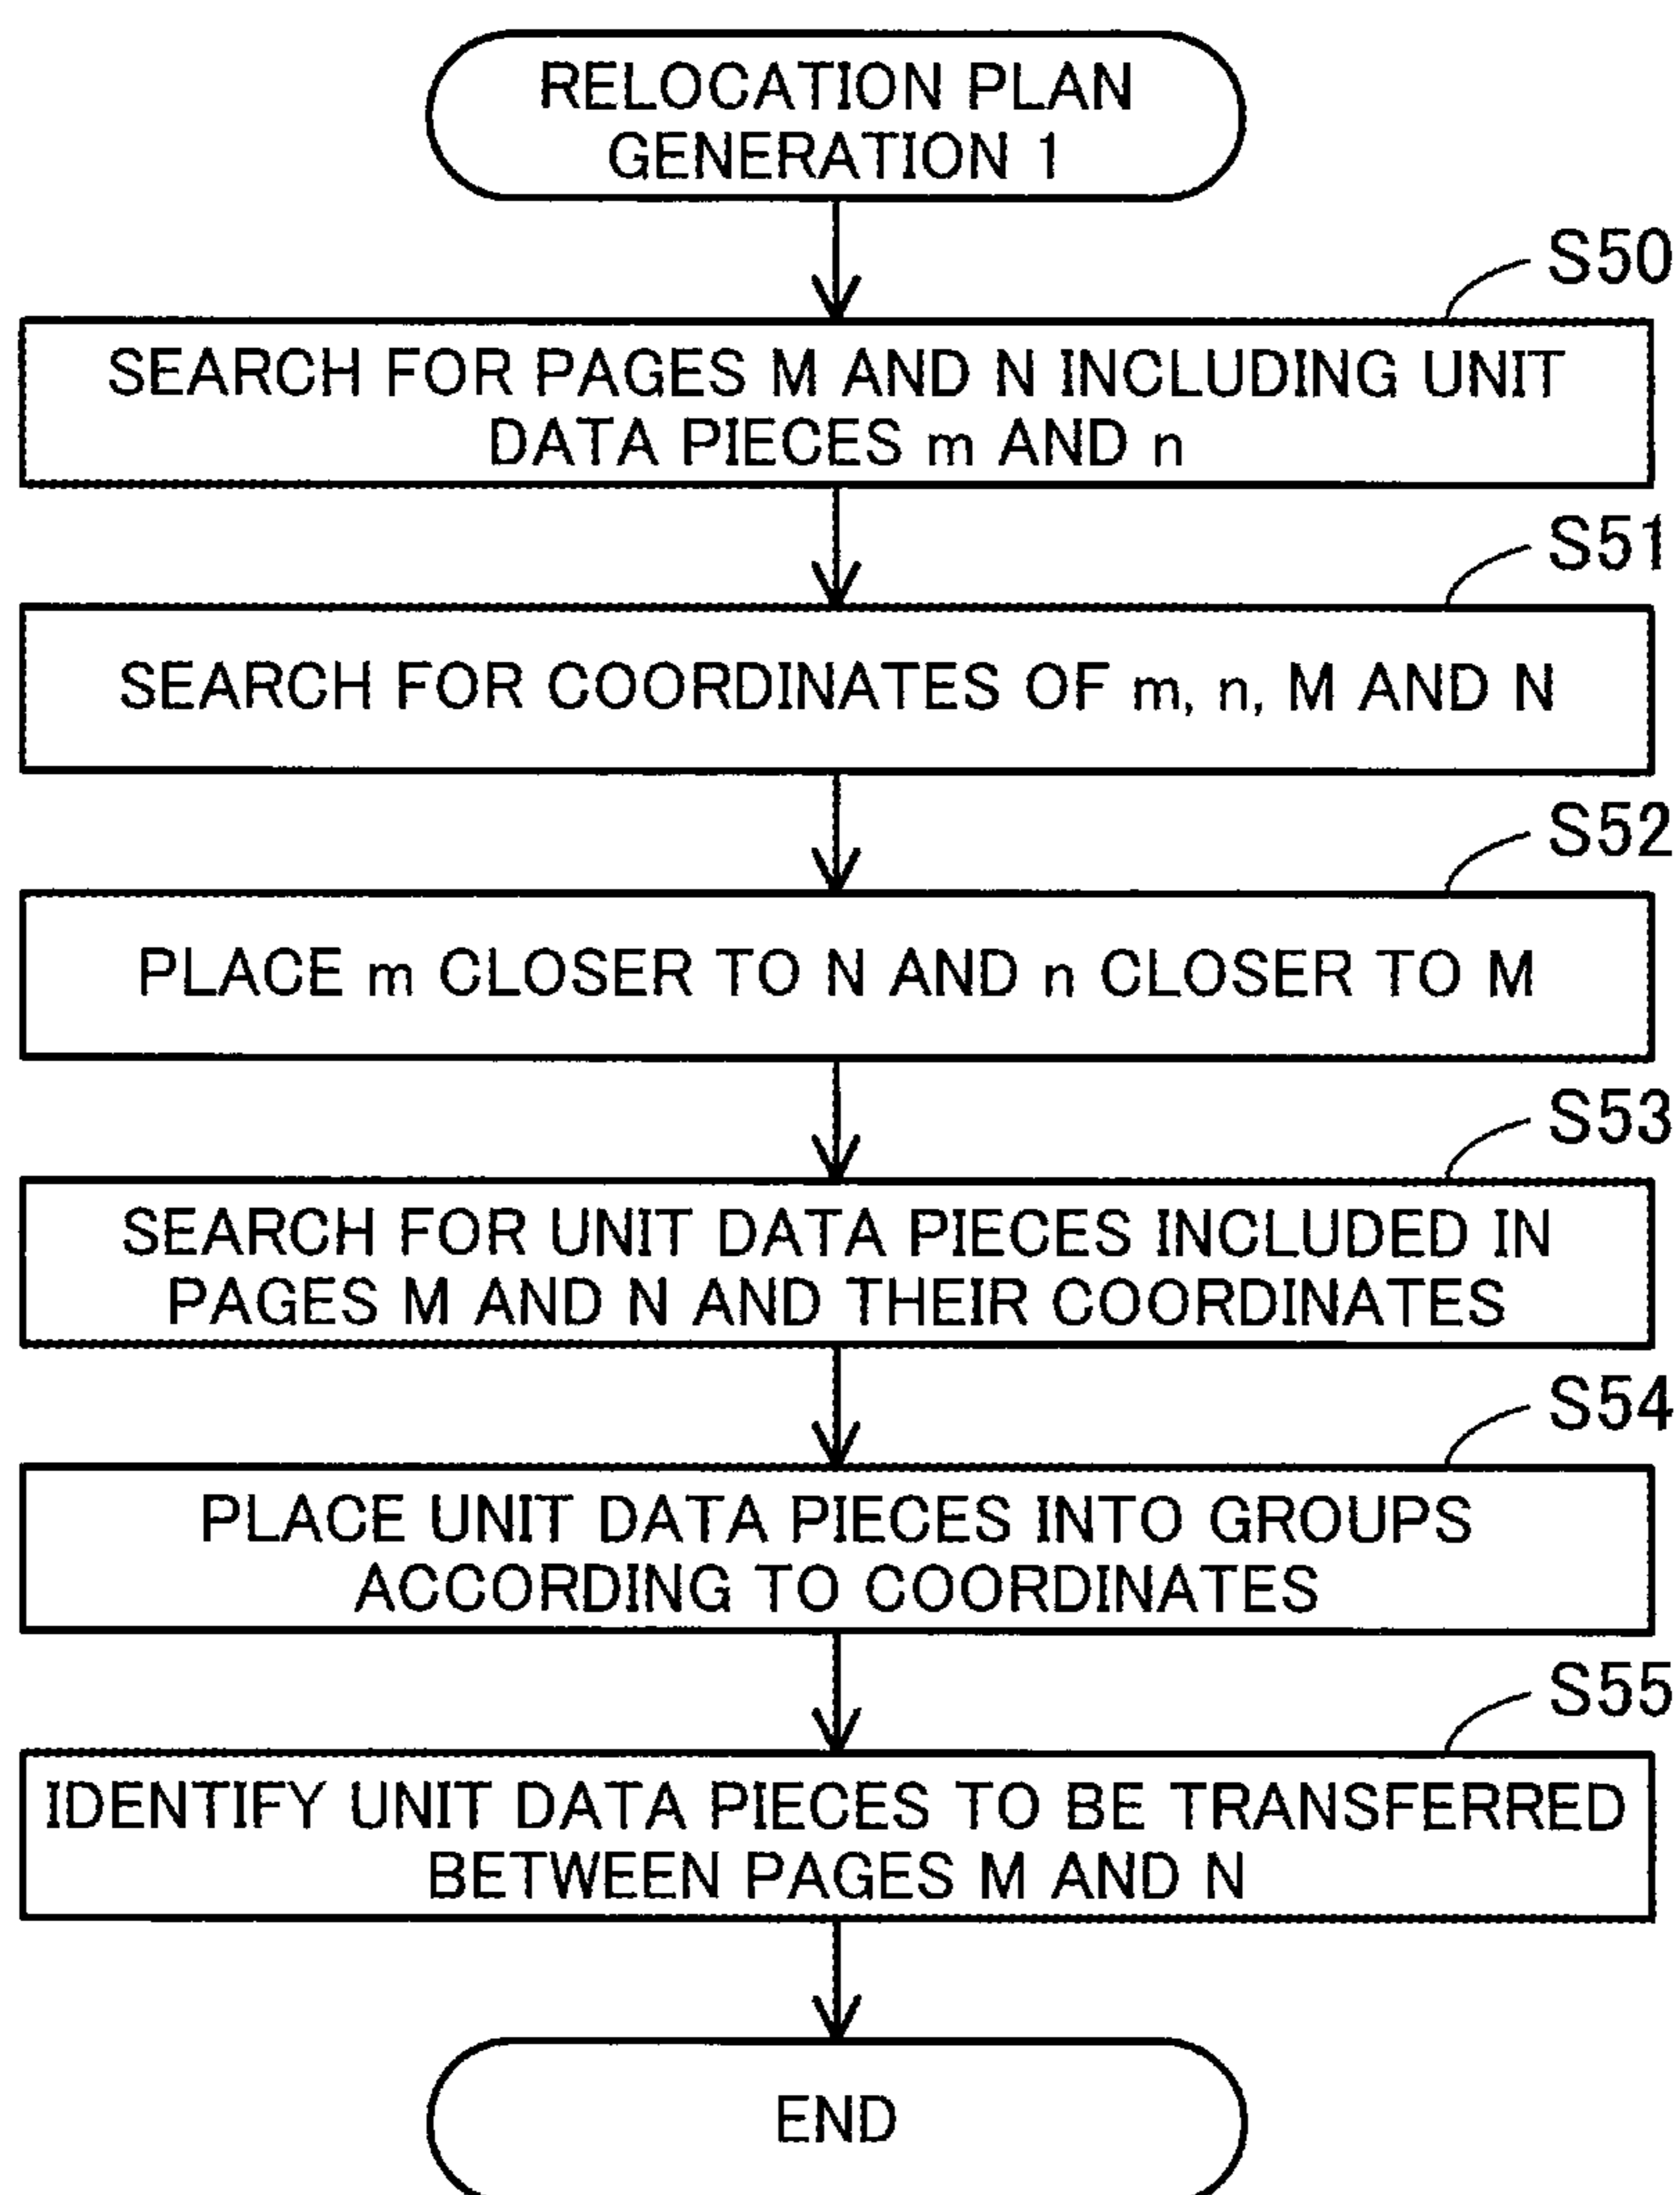 RELOCATION PLAN
GENERATION 1
S50
SEARCH FOR PAGES M AND N INCLUDING UNIT
DATA PIECES m AND n
S51
SEARCH FOR COORDINATES OF m, n, M AND N
S52
PLACE m CLOSER TO N AND n CLOSER TO M
S53
SEARCH FOR UNIT DATA PIECES INCLUDED IN
PAGES M AND N AND THEIR COORDINATES
S54
PLACE UNIT DATA PIECES INTO GROUPS
ACCORDING TO COORDINATES
S55
IDENTIFY UNIT DATA PIECES TO BE TRANSFERRED
BETWEEN PAGES M AND N
END